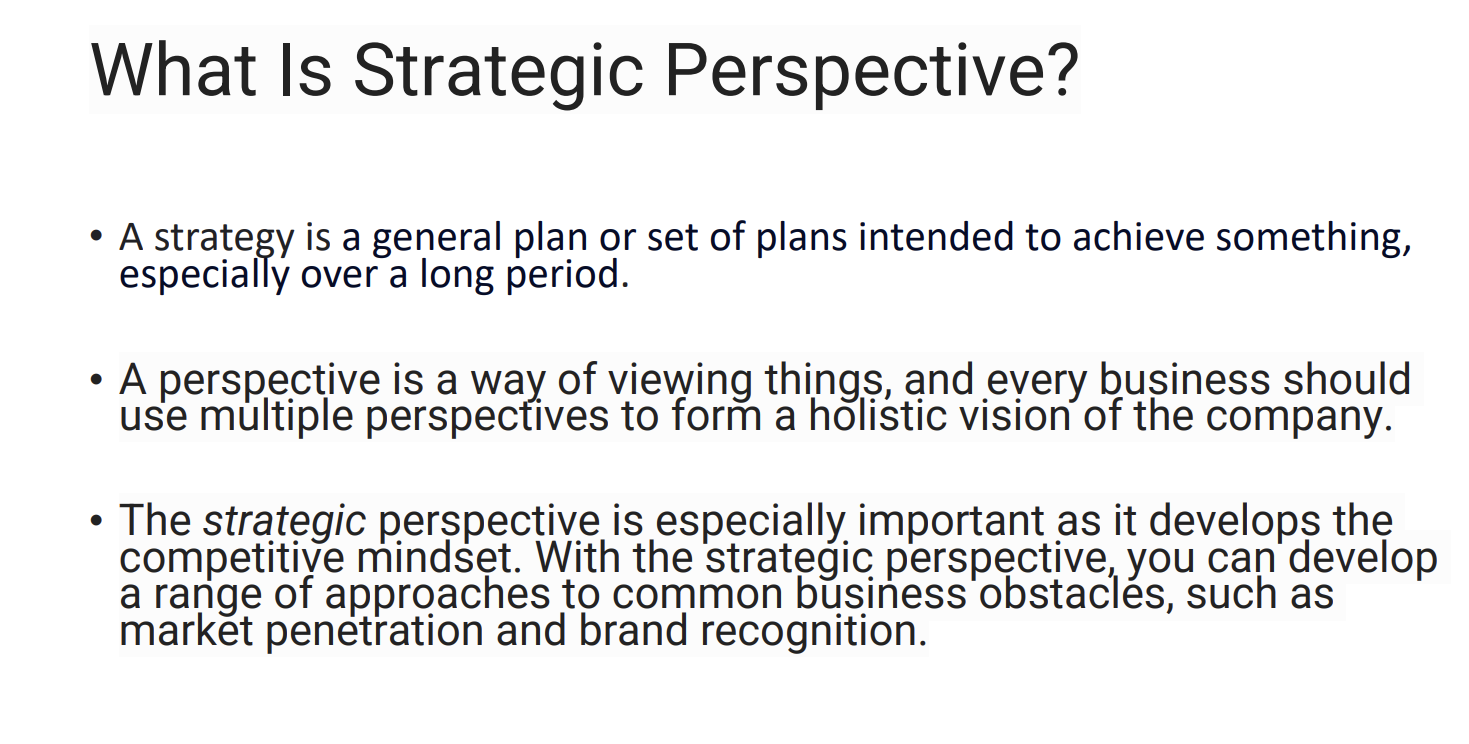 What Is Strategic Perspective?
• A strategy is a general plan or set of plans intended to achieve something,
especially over a long period.
• A perspective is a way of viewing things, and every business should
use multiple perspectives to form a holistic vision of the company.
• The strategic perspective is especially important as it develops the
competitive mindset. With the strategic perspective, you can develop
a range of approaches to common business obstacles, such as
market penetration and brand recognition.